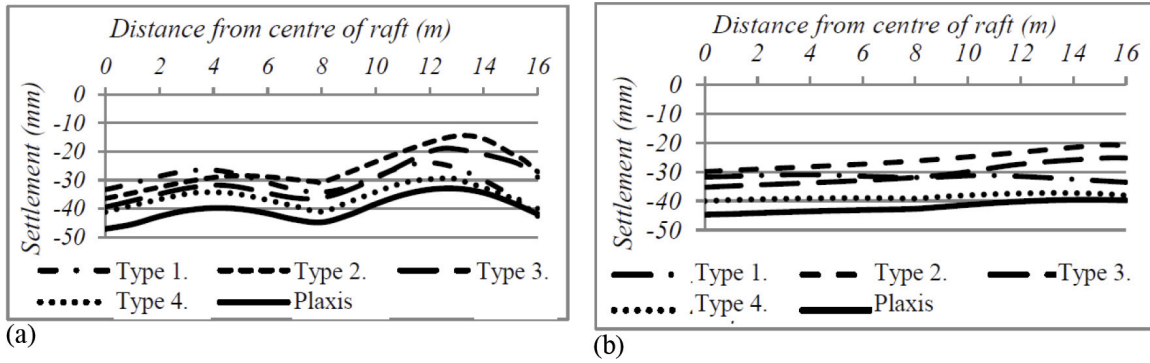 Distance from centre of raft (m)
0 2 4 6 8 10 12 14 16
Settlement (mm)
0
-10
-20
-30
-40
-50
Type 1. Type 2. Type 3.
Type 4. Plaxis
(a)
Distance from centre of raft (m)
0 2 4 6 8 10 12 14 16
Settlement (mm)
0
-10
-20
-30
-40
-50
Type 1. Type 2. Type 3.
Type 4. Plaxis
(b)